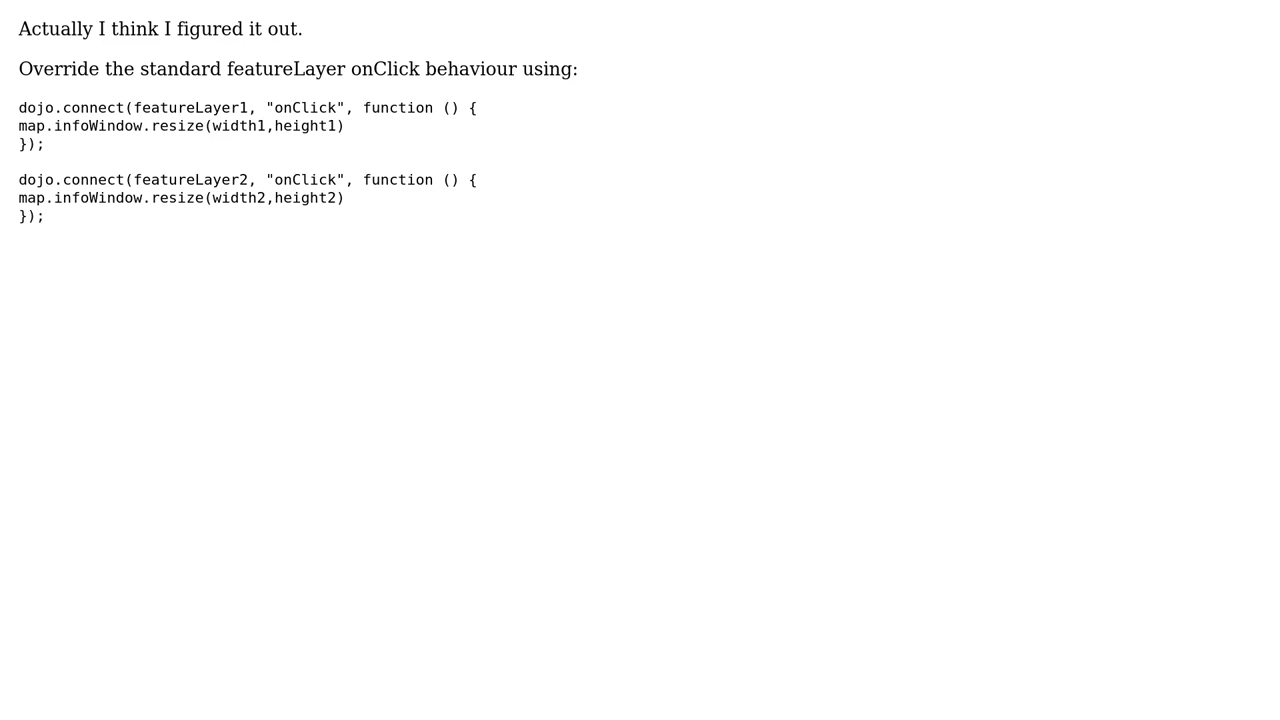 Actually I think I figured it out.
Override the standard featureLayer onClick behaviour using:
dojo.connect(featureLayer1, "onClick", function () {
map.infoWindow.resize(width1,height1)
});
dojo.connect(featureLayer2, "onClick", function () {
map.infoWindow.resize(width2,height2)
});